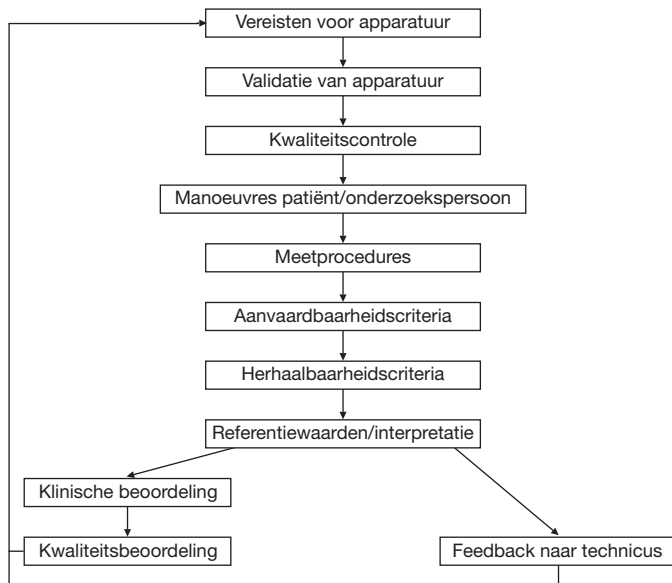 Vereisten voor apparatuur
Validatie van apparatuur
Kwaliteitscontrole
Manoeuvres patiënt/onderzoekspersoon
Meetprocedures
Aanvaardbaarheidscriteria
Herhaalbaarheidscriteria
Referentiewaarden/interpretatie
Klinische beoordeling
Kwaliteitsbeoordeling
Feedback naar technicus